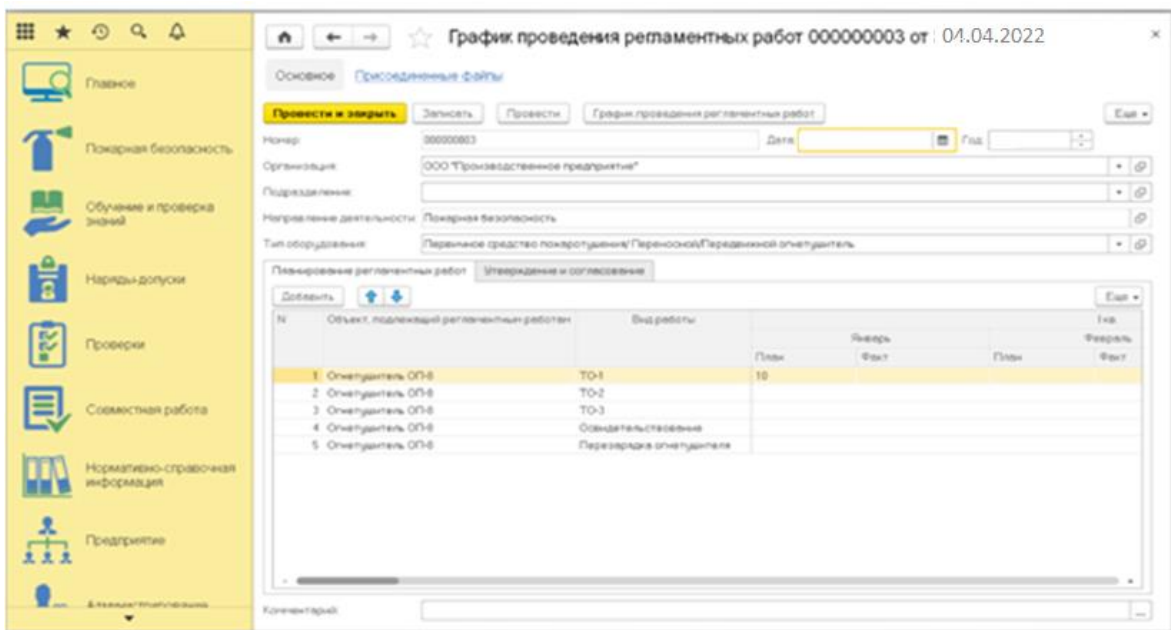 График проведения регламентных работ 000000003 от 04.04.2022
Основное Присоединенные файлы
Провести и закрыть Записать Провести График проведения регламентных работ Еще
Номер: 000000003 Дата: Год:
Организация: ООО "Производственное предприятие"
Подразделение:
Направление деятельности: Пожарная безопасность
Тип оборудования: Первичное средство пожаротушения/Переносной/Передвижной огнетушитель
Планирование регламентных работ Утверждение и согласование
Добавить Еще
N Объект, подлежащий регламентным работам Вид работы I кв.
Январь Февраль
План Факт План Факт
1 Огнетушитель ОП-8 ТО-1 10
2 Огнетушитель ОП-8 ТО-2
3 Огнетушитель ОП-8 ТО-3
4 Огнетушитель ОП-8 Освидетельствование
5 Огнетушитель ОП-8 Перезарядка огнетушителя
Комментарий:
Главное
Пожарная безопасность
Обучение и проверка
знаний
Наряды-допуски
Проверки
Совместная работа
Нормативно-справочная
информация
Предприятие
Администрирование